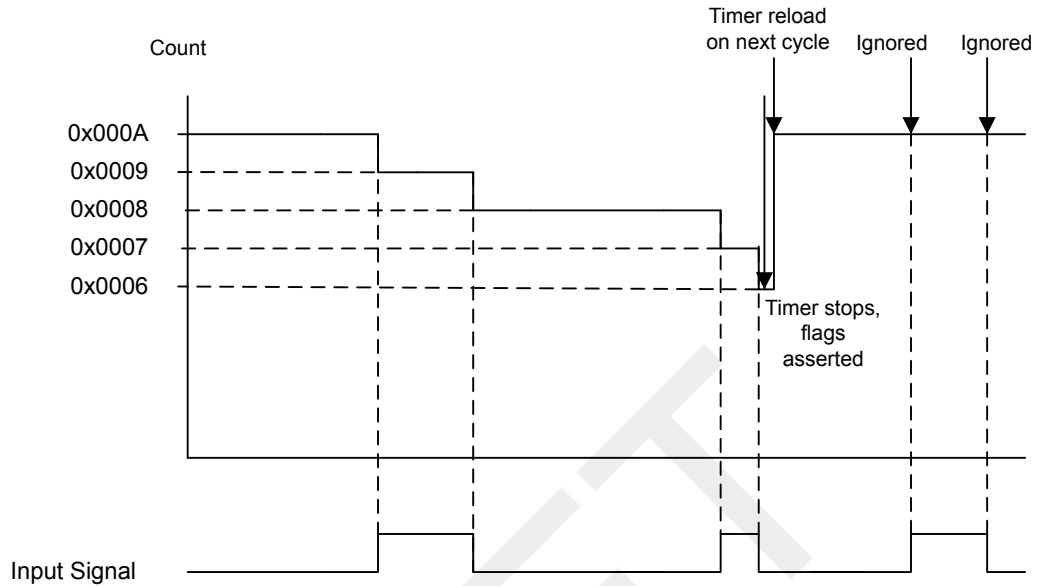 Timer reload
on next cycle
Ignored
Ignored
Count
0x000A
0x0009
0x0008
0x0007
0x0006
Timer stops,
flags
asserted
Input Signal